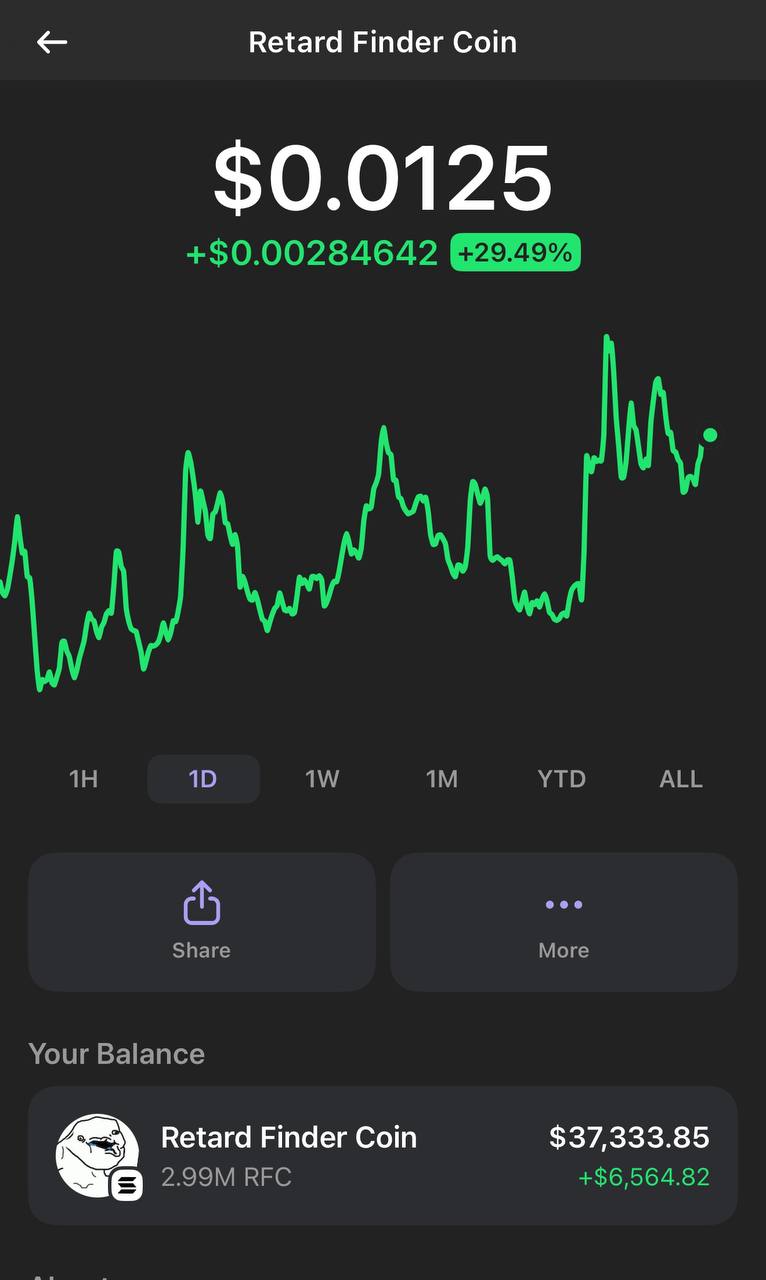 Retard Finder Coin
$0.0125
+$0.00284642 +29.49%
1H 1D 1W 1M YTD ALL
Share More
Your Balance
Retard Finder Coin $37,333.85
2.99M RFC +$6,564.82